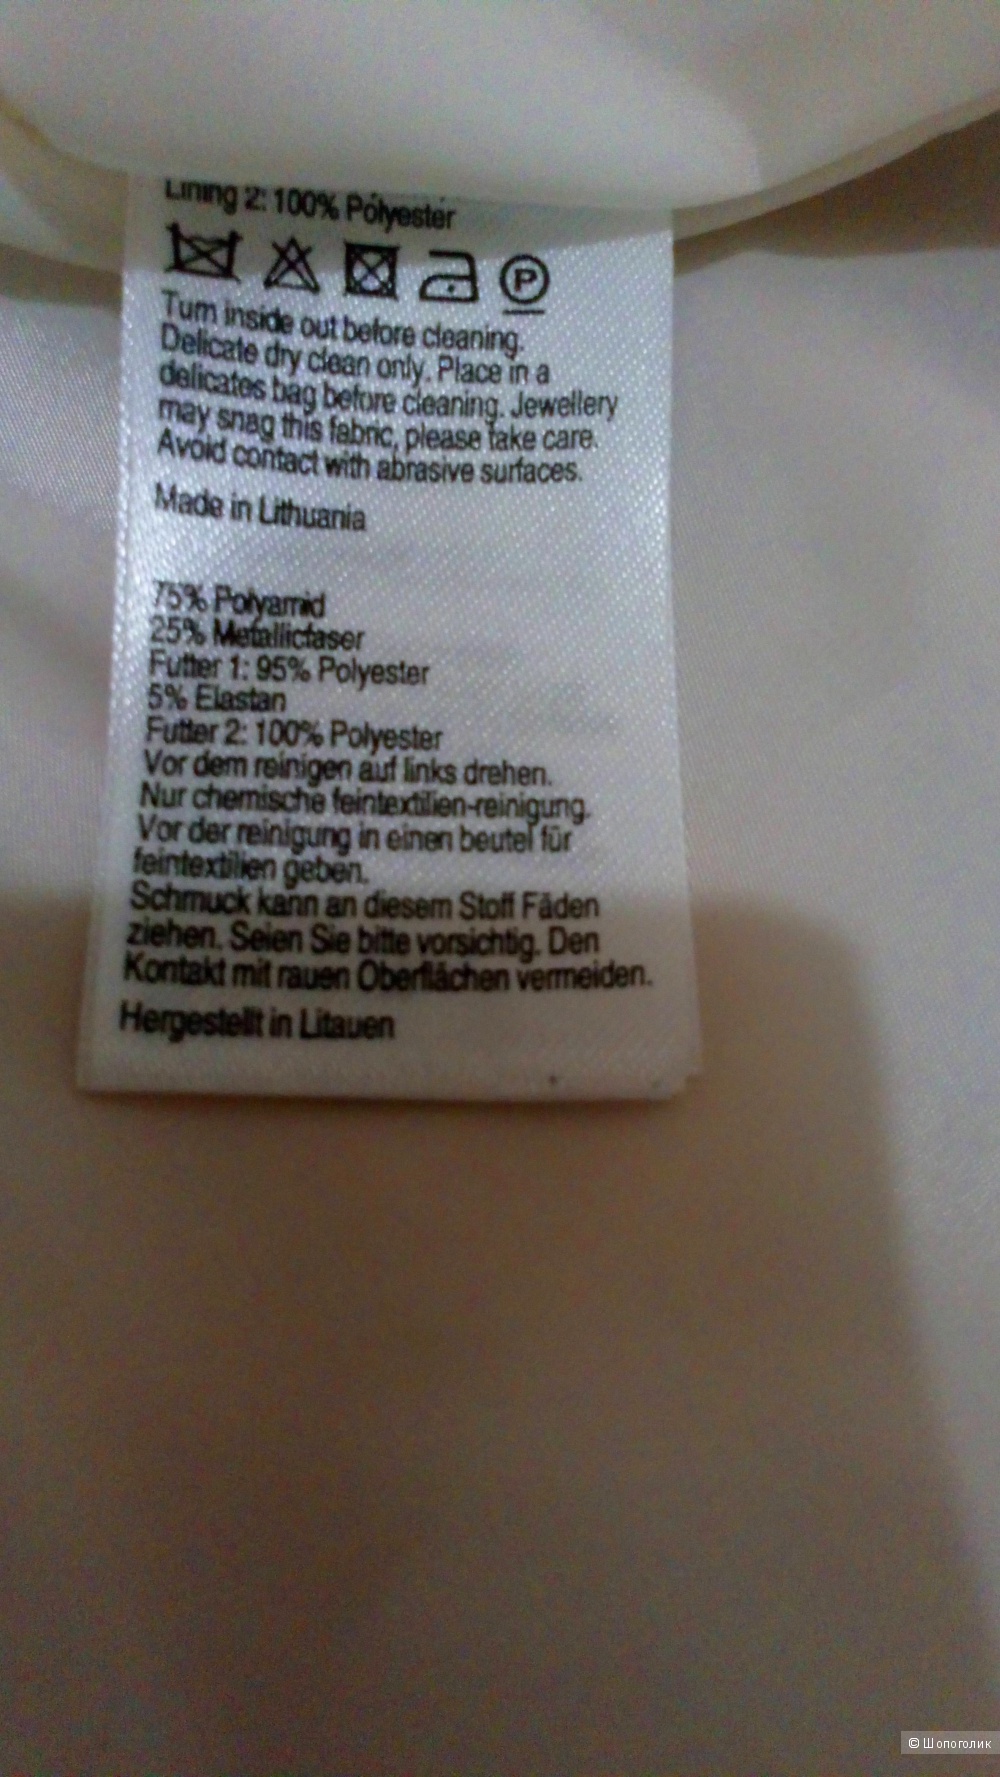 Lining 2: 100% Polyester
P
Turn inside out before cleaning.
Delicate dry clean only. Place in a
delicates bag before cleaning. Jewellery
may snag this fabric, please take care.
Avoid contact with abrasive surfaces.
Made in Lithuania
75% Polyamid
25% Metallicfaser
Futter 1: 95% Polyester
5% Elastan
Futter 2: 100% Polyester
Vor dem reinigen auf links drehen.
Nur chemische feintextilien-reinigung.
Vor der reinigung in einen beutel für
feintextilien geben.
Schmuck kann an diesem Stoff Fäden
ziehen. Seien Sie bitte vorsichtig. Den
Kontakt mit rauen Oberflächen vermeiden.
Hergestellt in Litauen
© Шопоголик